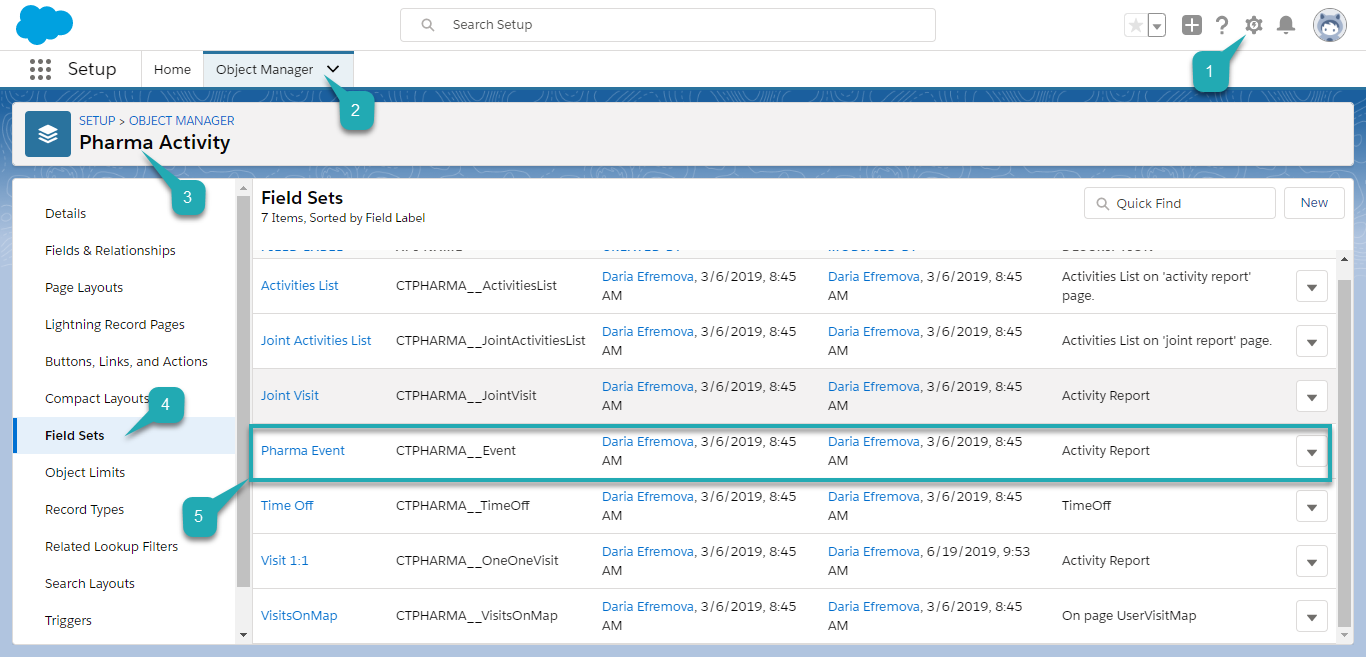 Search Setup
1
Setup
Home
Object Manager
2
SETUP > OBJECT MANAGER
Pharma Activity
3
Details
Fields & Relationships
Page Layouts
Lightning Record Pages
Buttons, Links, and Actions
Compact Layouts
4
Field Sets
Object Limits
Record Types
5
Related Lookup Filters
Search Layouts
Triggers
Field Sets
7 Items, Sorted by Field Label
Quick Find
New
Activities List CTPHARMA__ActivitiesList Daria Efremova, 3/6/2019, 8:45 Daria Efremova, 3/6/2019, 8:45 Activities List on 'activity report'
AM AM page.
Joint Activities List CTPHARMA__JointActivitiesList Daria Efremova, 3/6/2019, 8:45 Daria Efremova, 3/6/2019, 8:45 Activities List on 'joint report' page.
AM AM
Joint Visit CTPHARMA__JointVisit Daria Efremova, 3/6/2019, 8:45 Daria Efremova, 3/6/2019, 8:45 Activity Report
AM AM
Pharma Event CTPHARMA__Event Daria Efremova, 3/6/2019, 8:45 Daria Efremova, 3/6/2019, 8:45 Activity Report
AM AM
Time Off CTPHARMA__TimeOff Daria Efremova, 3/6/2019, 8:45 Daria Efremova, 3/6/2019, 8:45 TimeOff
AM AM
Visit 1:1 CTPHARMA__OneOneVisit Daria Efremova, 3/6/2019, 8:45 Daria Efremova, 6/19/2019, 9:53 Activity Report
AM AM
VisitsOnMap CTPHARMA__VisitsOnMap Daria Efremova, 3/6/2019, 8:45 Daria Efremova, 3/6/2019, 8:45 On page UserVisitMap
AM AM